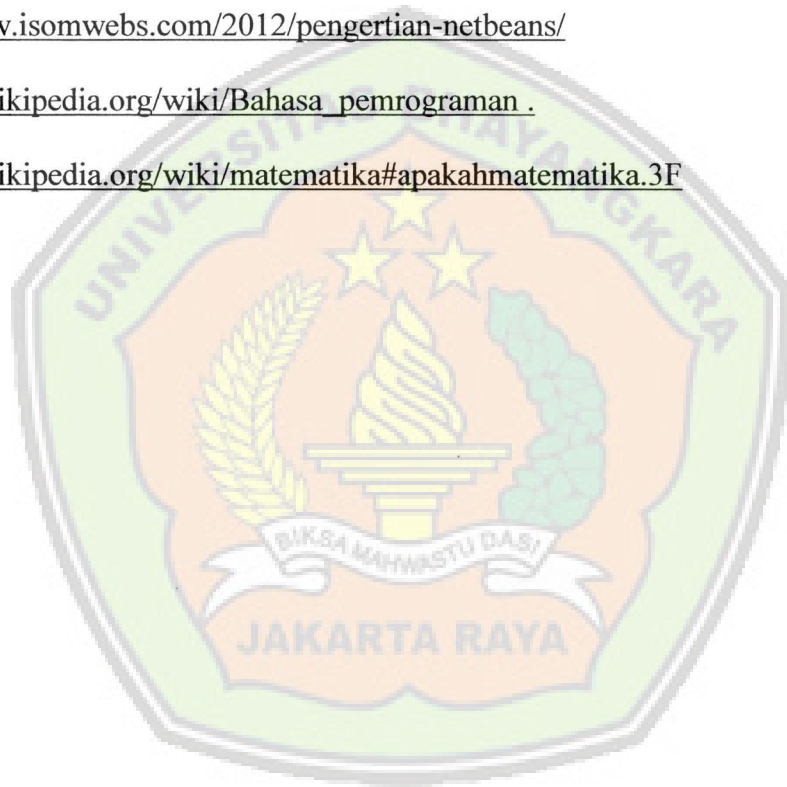 w.isomwebs.com/2012/pengertian-netbeans/
ikipedia.org/wiki/Bahasa_pemrograman .
ikipedia.org/wiki/matematika#apakahmatematika.3F
UNIVERSITAS BHAYANGKARA
BIKSA MAHWASTU DASI
JAKARTA RAYA